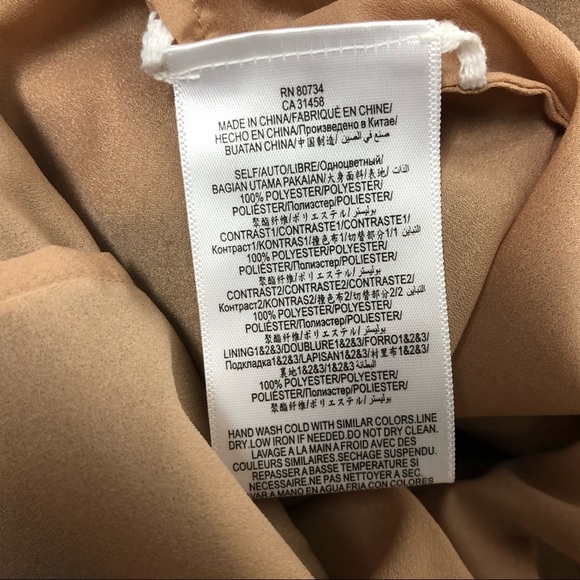 RN 80734
CA 31458
MADE IN CHINA/FABRIQUÉ EN CHINE/
HECHO EN CHINA/Произведено в Китае/
BUATAN CHINA/中国制造/ صنع في الصين
SELF/AUTO/LIBRE/Одноцветный/
BAGIAN UTAMA PAKAIAN/大身面料/表地/ الذات
100% POLYESTER/POLYESTER/
POLIÉSTER/Полиэстер/POLIESTER/
聚酯纤维/ポリエステル/ بوليستر
CONTRAST1/CONTRASTE1/CONTRASTE1/
Контраст1/KONTRAS1/撞色布1/切替部分1/ التباين 1
100% POLYESTER/POLYESTER/
POLIÉSTER/Полиэстер/POLIESTER/
聚酯纤维/ポリエステル/ بوليستر
CONTRAST2/CONTRASTE2/CONTRASTE2/
Контраст2/KONTRAS2/撞色布2/切替部分2/ التباين 2
100% POLYESTER/POLYESTER/
POLIÉSTER/Полиэстер/POLIESTER/
聚酯纤维/ポリエステル/ بوليستر
LINING1&2&3/DOUBLURE1&2&3/FORRO1&2&3/
Подкладка1&2&3/LAPISAN1&2&3/村里布1&2&3/
裏地1&2&3/ البطانة 1&2&3
100% POLYESTER/POLYESTER/
POLIÉSTER/Полиэстер/POLIESTER/
聚酯纤维/ポリエステル/ بوليستر
HAND WASH COLD WITH SIMILAR COLORS.LINE
DRY.LOW IRON IF NEEDED.DO NOT DRY CLEAN.
LAVAGE A LA MAIN A FROID AVEC DES
COULEURS SIMILAIRES.SECHAGE SUSPENDU.
REPASSER A BASSE TEMPERATURE SI
NECESSAIRE.NE PAS NETTOYER A SEC.
VAR A MANO EN AGUA FRIA CON COLORES